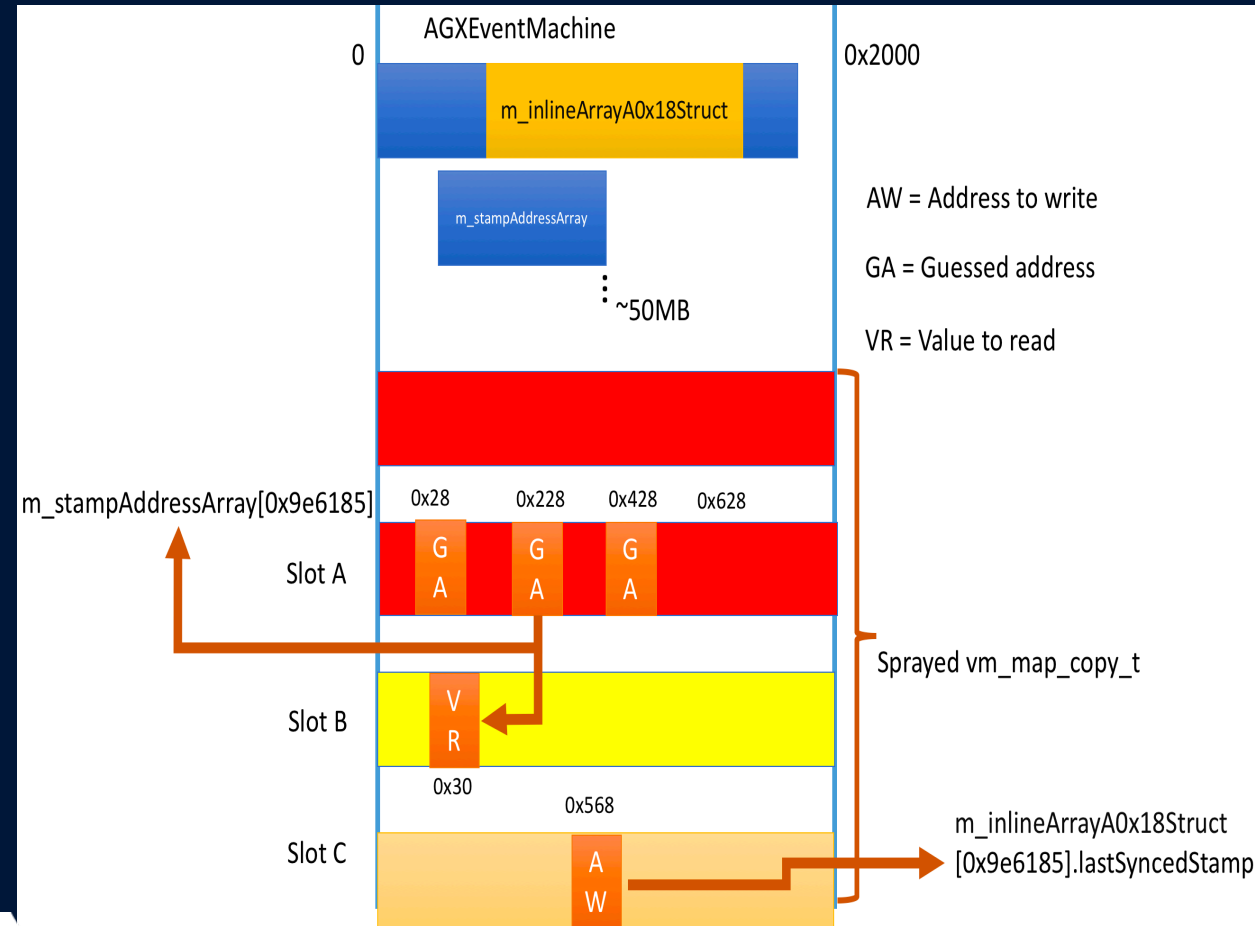 AGXEventMachine
0
0x2000
m_inlineArrayA0x18Struct
m_stampAddressArray
AW = Address to write
GA = Guessed address
~50MB
VR = Value to read
m_stampAddressArray[0x9e6185]
0x28
0x228
0x428
0x628
Slot A
G
A
G
A
G
A
Sprayed vm_map_copy_t
Slot B
V
R
0x30
0x568
Slot C
A
W
m_inlineArrayA0x18Struct
[0x9e6185].lastSyncedStamp